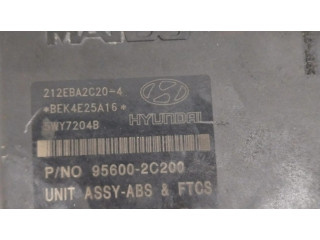 212EBA2C20-4
*BEK4E25A16*
HYUNDAI
P/NO 95600-2C200
UNIT ASSY-ABS & FTCS